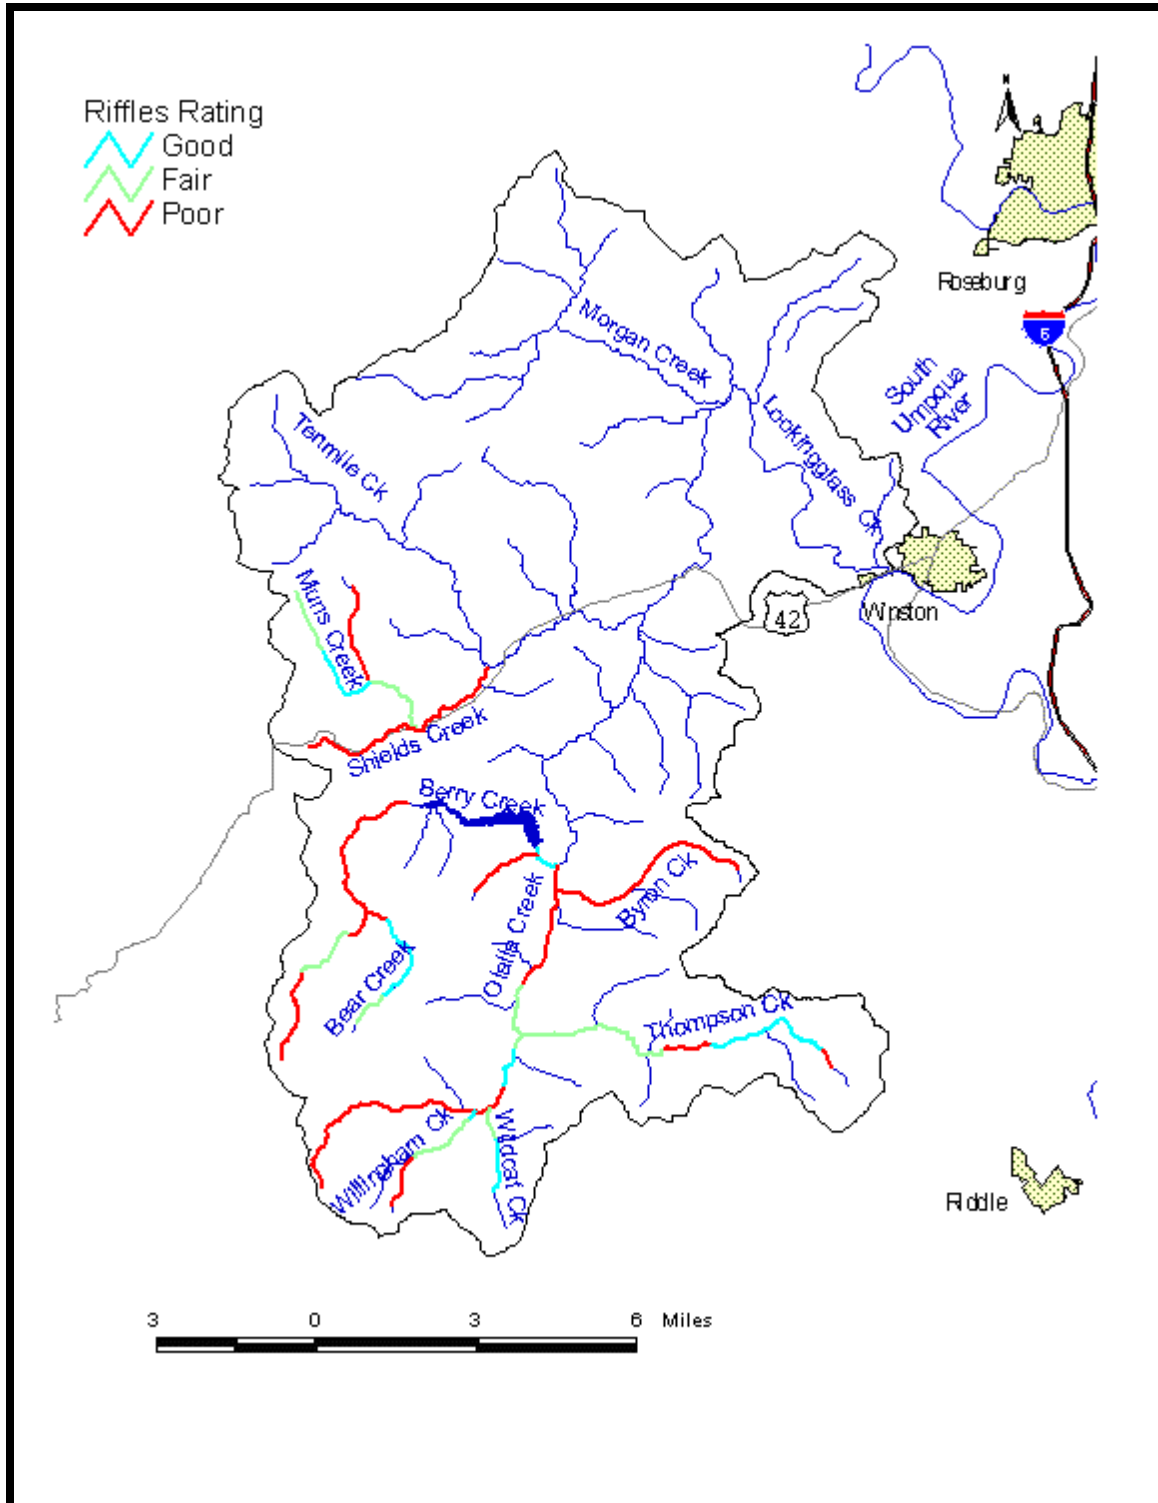 Riffles Rating
Good
Fair
Poor
N
Roseburg
5
Morgan Creek
South
Umpqua
River
Lookingglass Ck
Tenmile Ck
Muns Creek
42
Winston
Shields Creek
Berry Creek
Olalla Creek
Byron Ck
Bear Creek
Thompson Ck
Willingham Ck
Wildcat Ck
Riddle
3 0 3 6 Miles